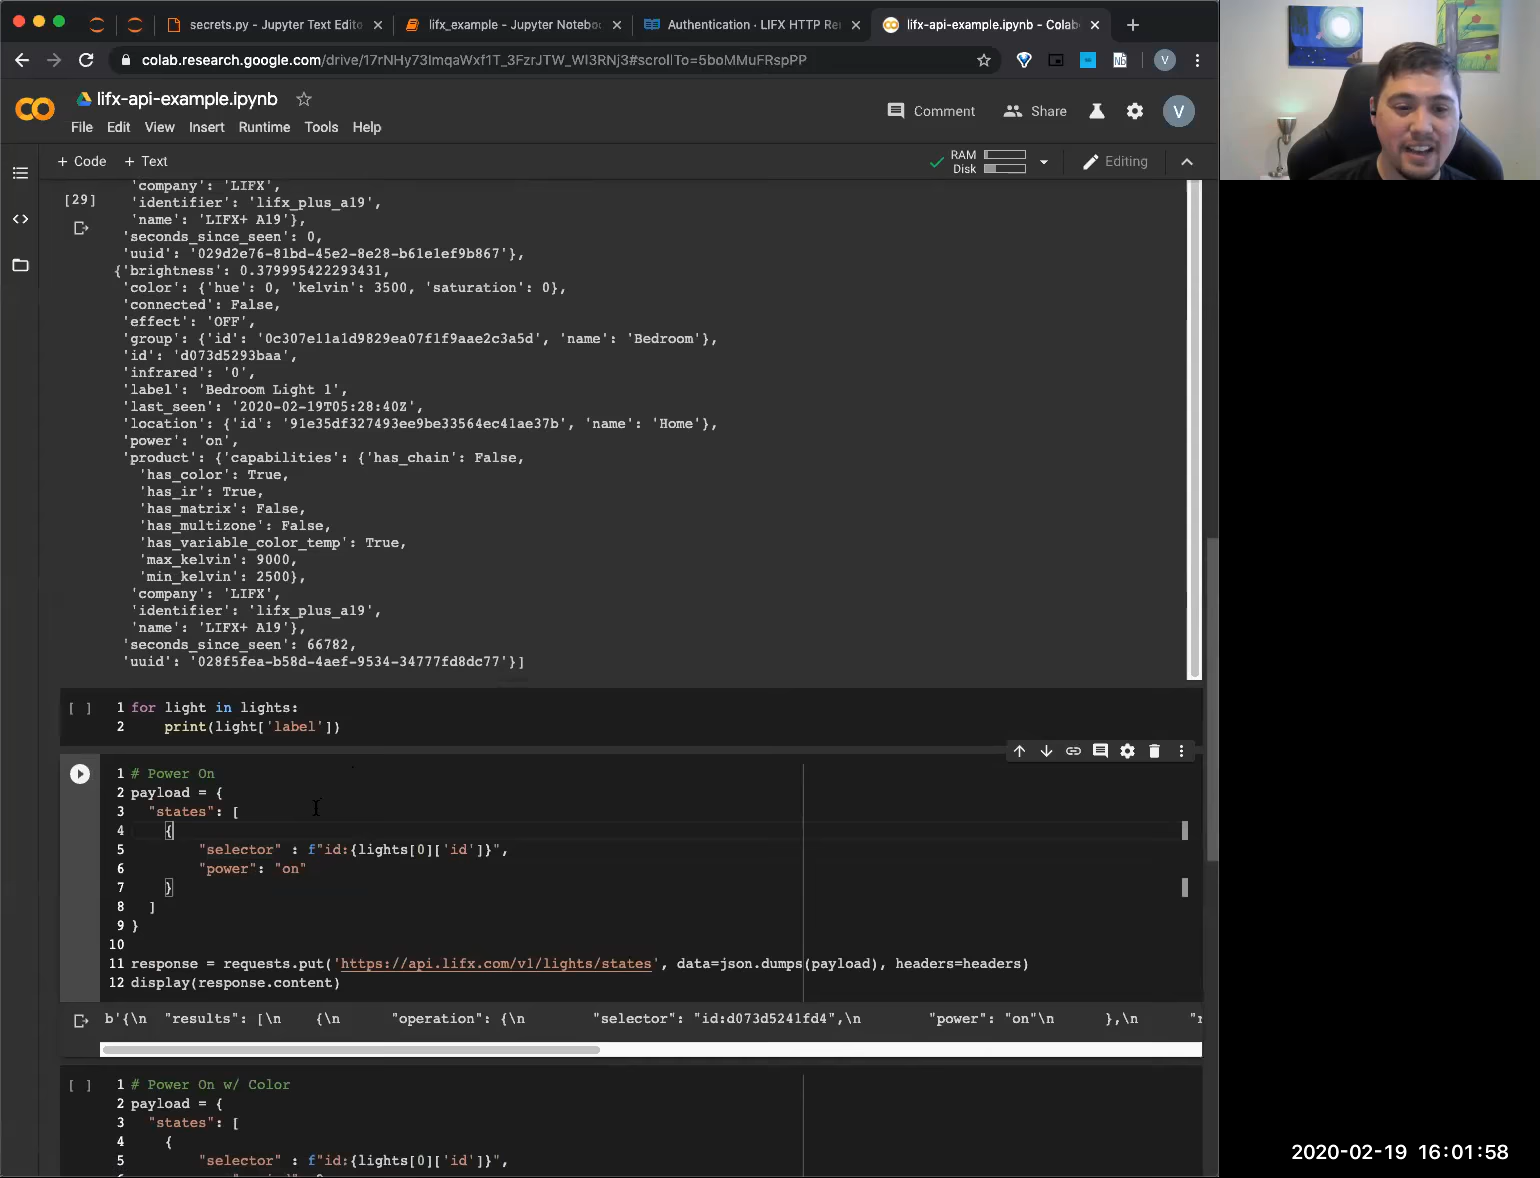 secrets.py - Jupyter Text Edito
lifx_example - Jupyter Notebo
Authentication · LIFX HTTP Re
lifx-api-example.ipynb - Colab
colab.research.google.com/drive/17rNHy73ImqaWxf1T_3FzrJTW_Wl3RNj3#scrollTo=5boMMuFRspPP
V
lifx-api-example.ipynb
Comment
Share
V
File Edit View Insert Runtime Tools Help
+ Code + Text
RAM
Disk
Editing
[29]
'company': 'LIFX',
'identifier': 'lifx_plus_a19',
'name': 'LIFX+ A19'},
'seconds_since_seen': 0,
'uuid': '029d2e76-81bd-45e2-8e28-b61e1ef9b867'},
{'brightness': 0.379995422293431,
'color': {'hue': 0, 'kelvin': 3500, 'saturation': 0},
'connected': False,
'effect': 'OFF',
'group': {'id': '0c307e11a1d9829ea07f1f9aae2c3a5d', 'name': 'Bedroom'},
'id': 'd073d5293baa',
'infrared': '0',
'label': 'Bedroom Light 1',
'last_seen': '2020-02-19T05:28:40Z',
'location': {'id': '91e35df327493ee9be33564ec41ae37b', 'name': 'Home'},
'power': 'on',
'product': {'capabilities': {'has_chain': False,
'has_color': True,
'has_ir': True,
'has_matrix': False,
'has_multizone': False,
'has_variable_color_temp': True,
'max_kelvin': 9000,
'min_kelvin': 2500},
'company': 'LIFX',
'identifier': 'lifx_plus_a19',
'name': 'LIFX+ A19'},
'seconds_since_seen': 66782,
'uuid': '028f5fea-b58d-4aef-9534-34777fd8dc77'}]
[ ] 1 for light in lights:
2 print(light['label'])
1 # Power On
2 payload = {
3 "states": [
4 {
5 "selector" : f"id:{lights[0]['id']}",
6 "power": "on"
7 }
8 ]
9 }
10
11 response = requests.put('https://api.lifx.com/v1/lights/states', data=json.dumps(payload), headers=headers)
12 display(response.content)
b'{\n "results": [\n {\n "operation": {\n "selector": "id:d073d5241fd4",\n "power": "on"\n },\n "r
[ ] 1 # Power On w/ Color
2 payload = {
3 "states": [
4 {
5 "selector" : f"id:{lights[0]['id']}",
2020-02-19 16:01:58